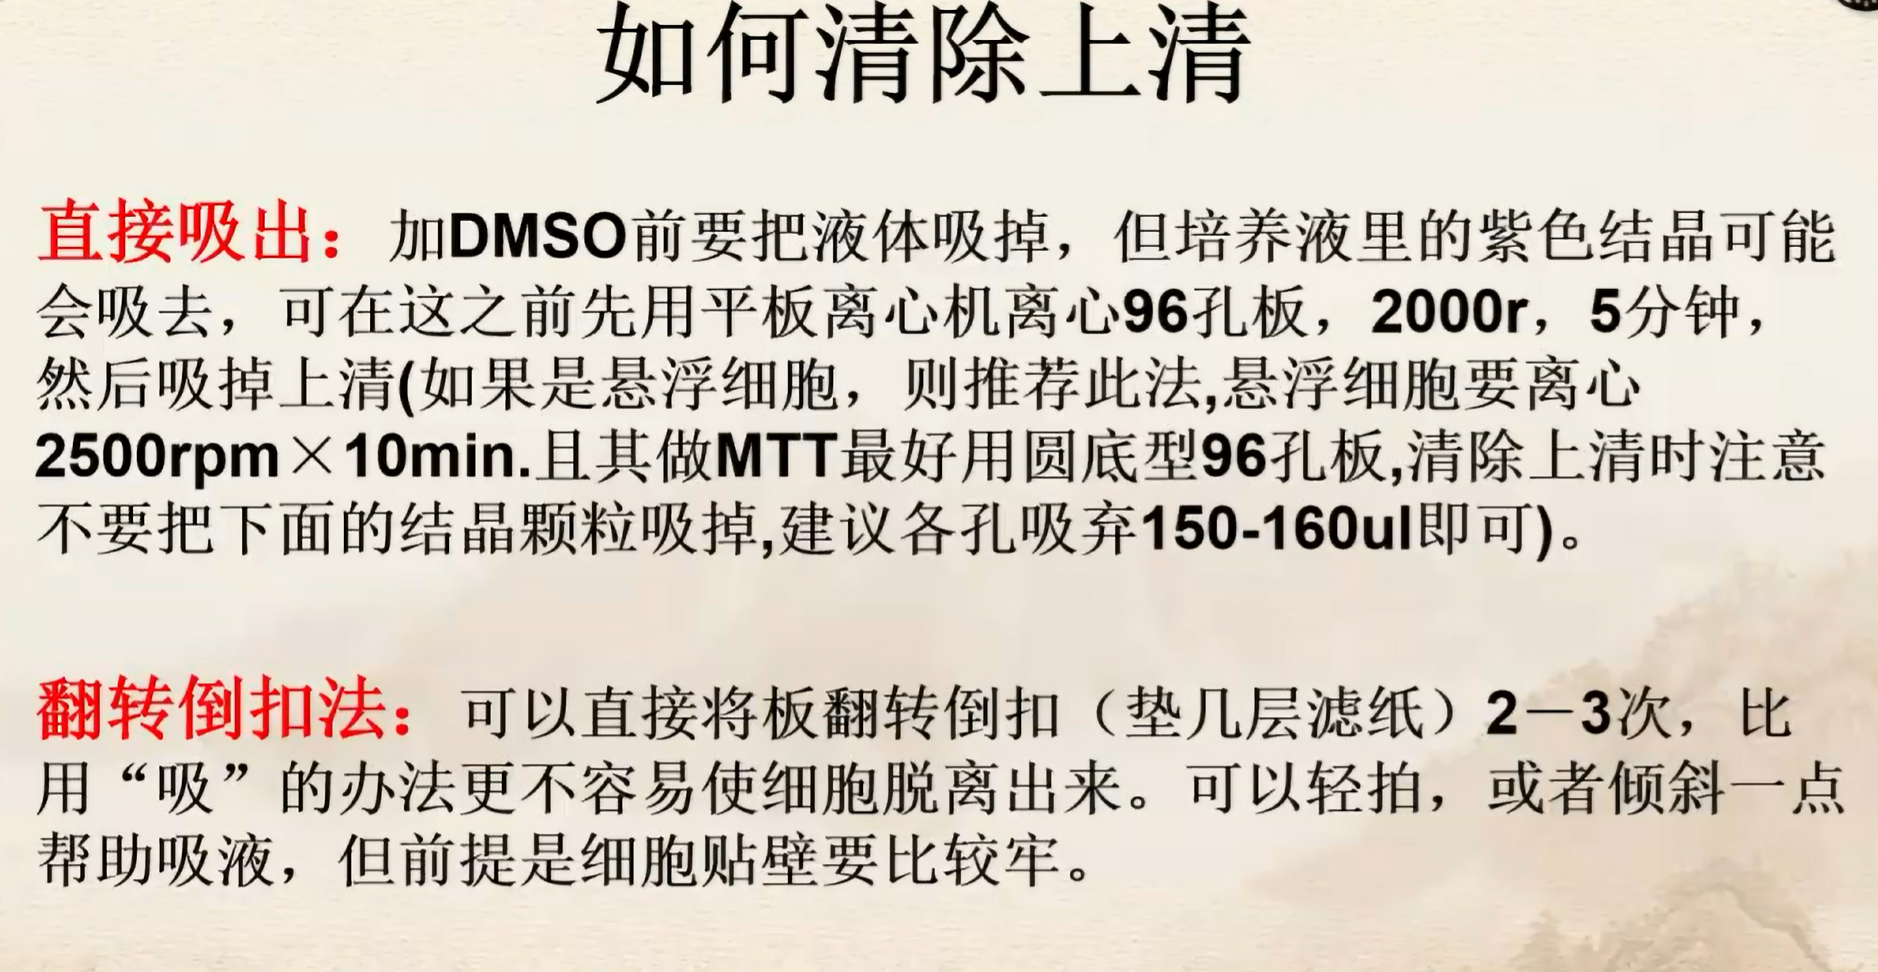 如何清除上清
直接吸出：加DMSO前要把液体吸掉，但培养液里的紫色结晶可能
会吸去，可在这之前先用平板离心机离心96孔板，2000r，5分钟，
然后吸掉上清(如果是悬浮细胞，则推荐此法,悬浮细胞要离心
2500rpm×10min.且其做MTT最好用圆底型96孔板,清除上清时注意
不要把下面的结晶颗粒吸掉,建议各孔吸弃150-160ul即可)。
翻转倒扣法：可以直接将板翻转倒扣（垫几层滤纸）2－3次，比
用“吸”的办法更不容易使细胞脱离出来。可以轻拍，或者倾斜一点
帮助吸液，但前提是细胞贴壁要比较牢。